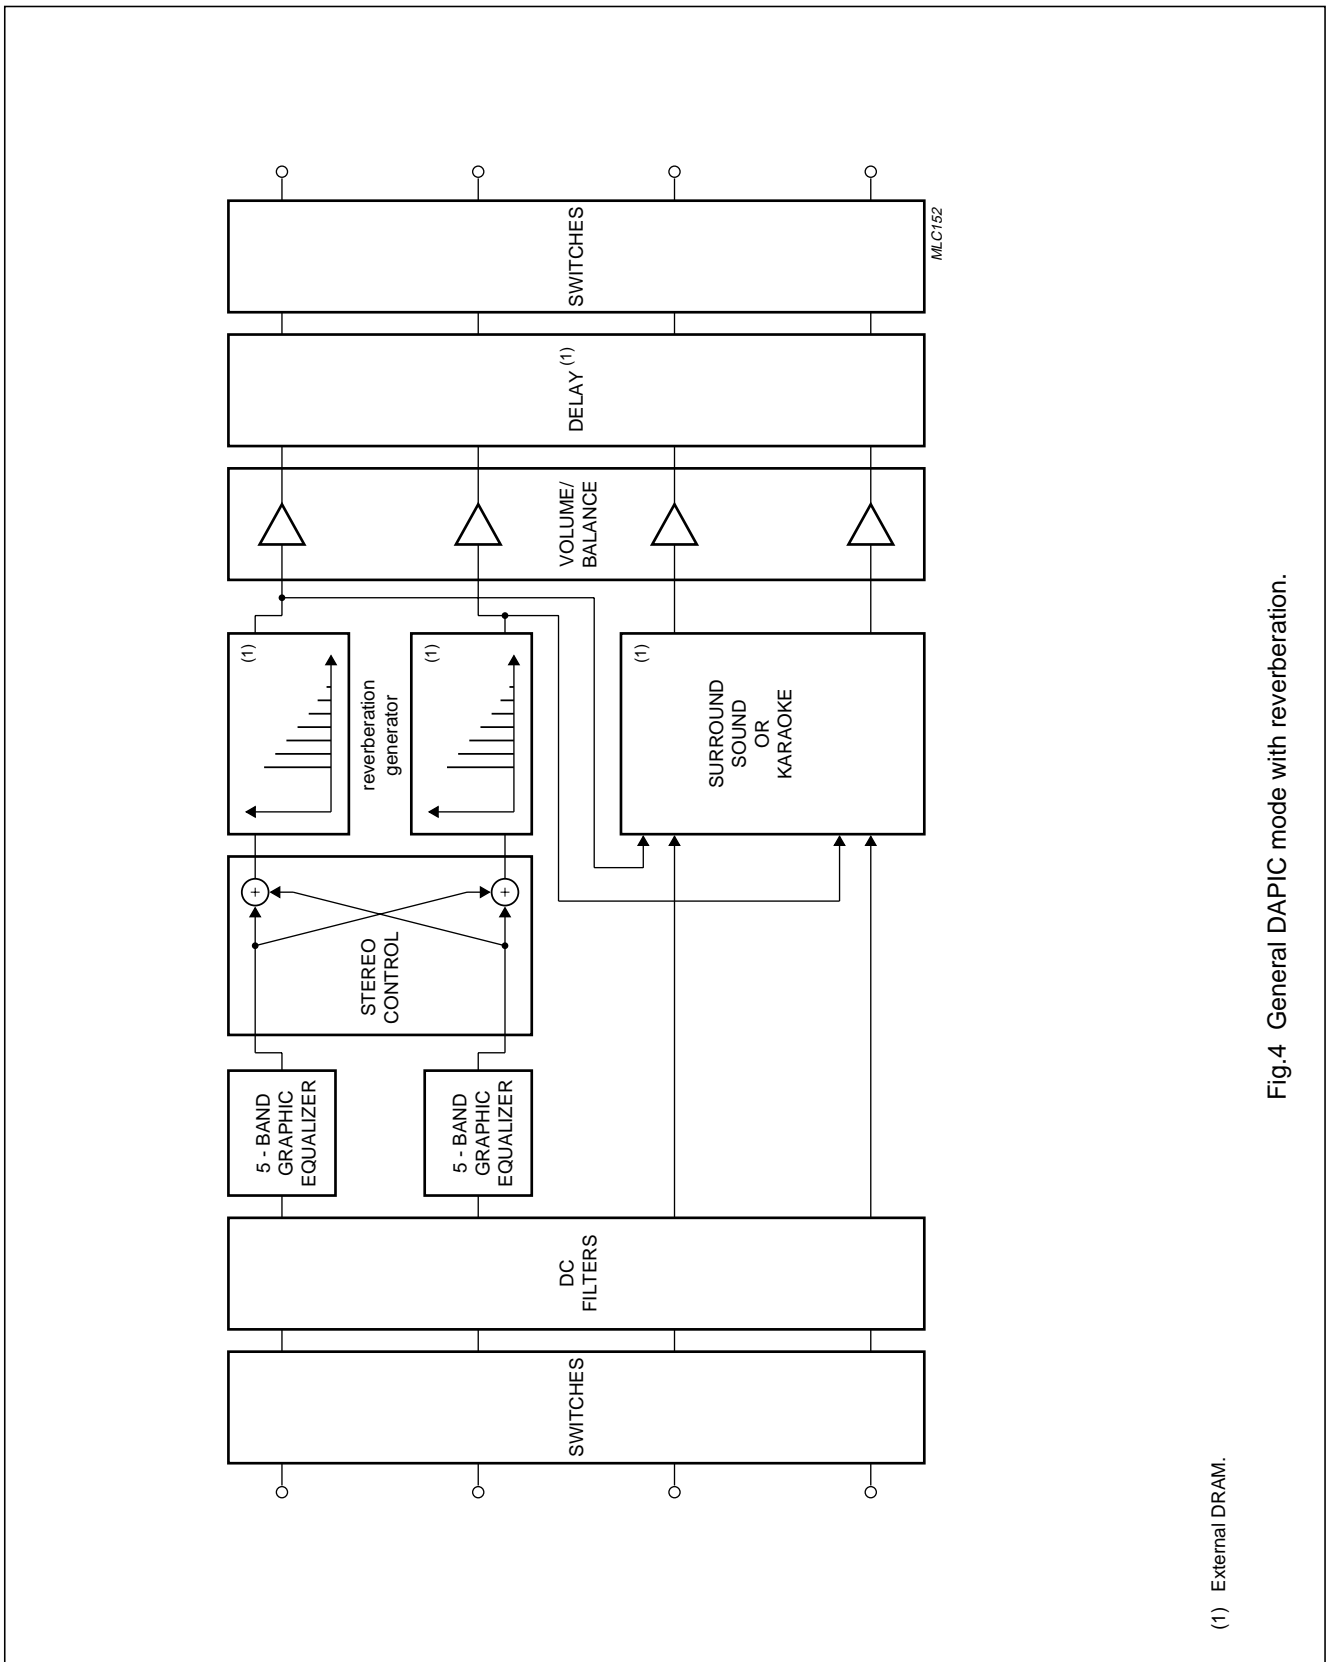 SWITCHES
DC
FILTERS
5 - BAND
GRAPHIC
EQUALIZER
5 - BAND
GRAPHIC
EQUALIZER
STEREO
CONTROL
+
+
(1)
reverberation
generator
(1)
SURROUND
SOUND
OR
KARAOKE
(1)
VOLUME/
BALANCE
DELAY (1)
SWITCHES
MLC152
(1) External DRAM.
Fig.4 General DAPIC mode with reverberation.